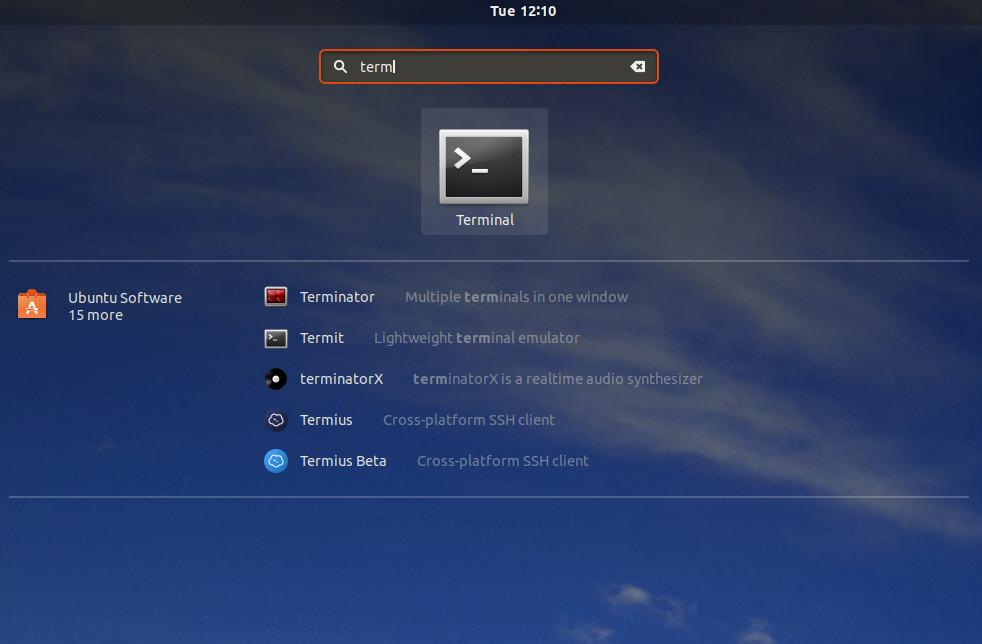 Tue 12:10
term
Terminal
Ubuntu Software
15 more
Terminator Multiple terminals in one window
Termit Lightweight terminal emulator
terminatorX terminatorX is a realtime audio synthesizer
Termius Cross-platform SSH client
Termius Beta Cross-platform SSH client